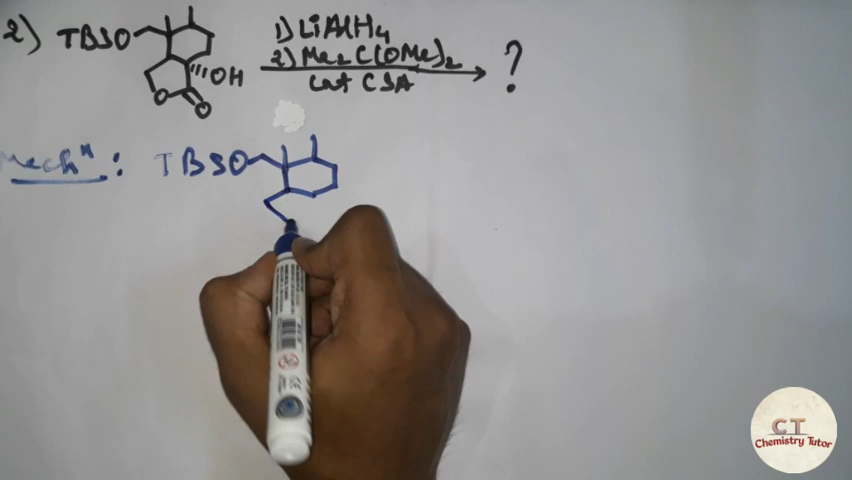 2) TBSO
1) LiAlH4
2) Me2C(OMe)2
Cat CSA
?
OH
O
O
Mechn :
TBSO
CT
Chemistry Tutor